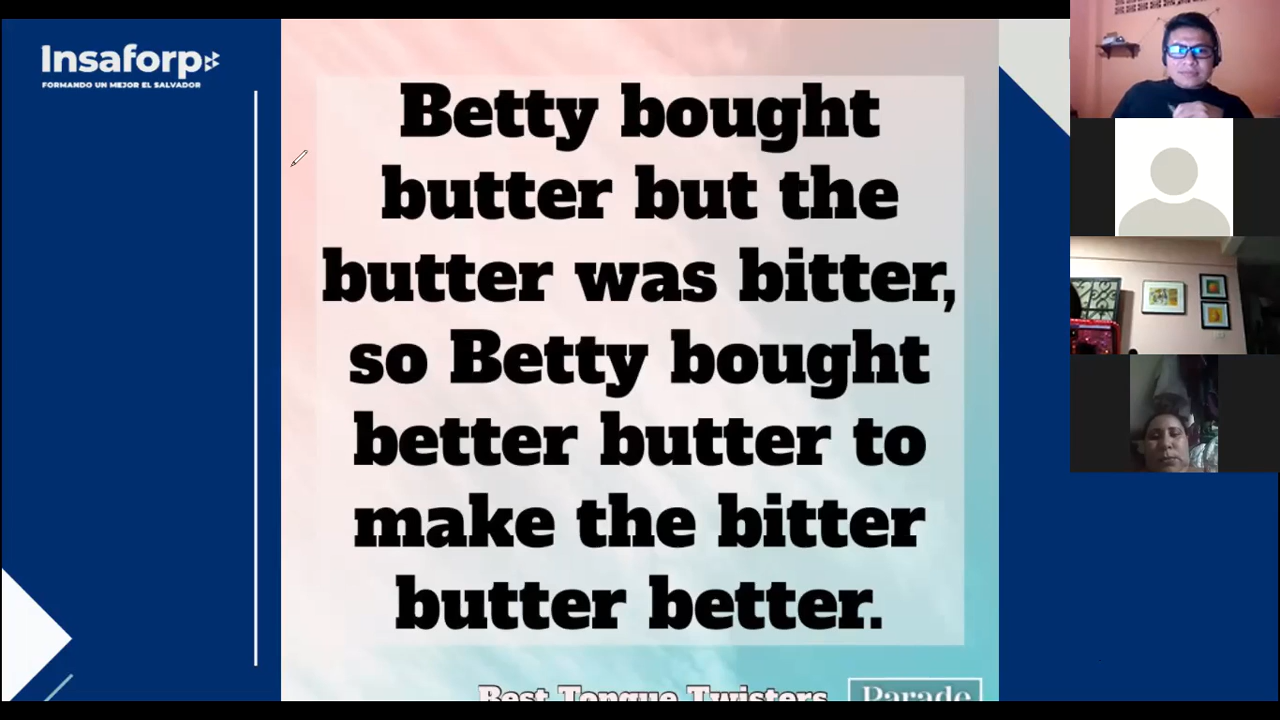 Insaforp
FORMANDO UN MEJOR EL SALVADOR
Betty bought
butter but the
butter was bitter,
so Betty bought
better butter to
make the bitter
butter better.
Best Tongue Twisters
Parade